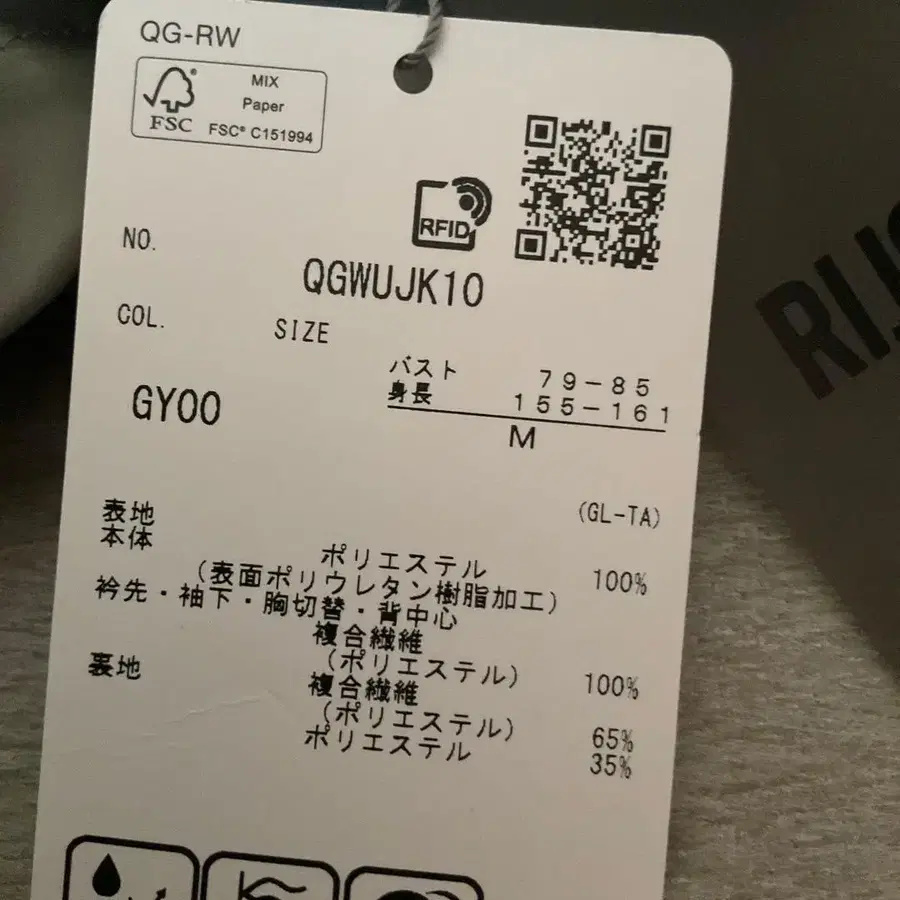 QG-RW
MIX
Paper
FSC® C151994
FSC
RFID
NO.
QGWUJK10
COL.
SIZE
バスト 79-85
身長 155-161
GY00
M
(GL-TA)
表地
本体
ポリエステル 100%
(表面ポリウレタン樹脂加工)
衿先・袖下・胸切替・背中心
複合繊維
(ポリエステル) 100%
裏地
複合繊維
(ポリエステル) 65%
ポリエステル 35%